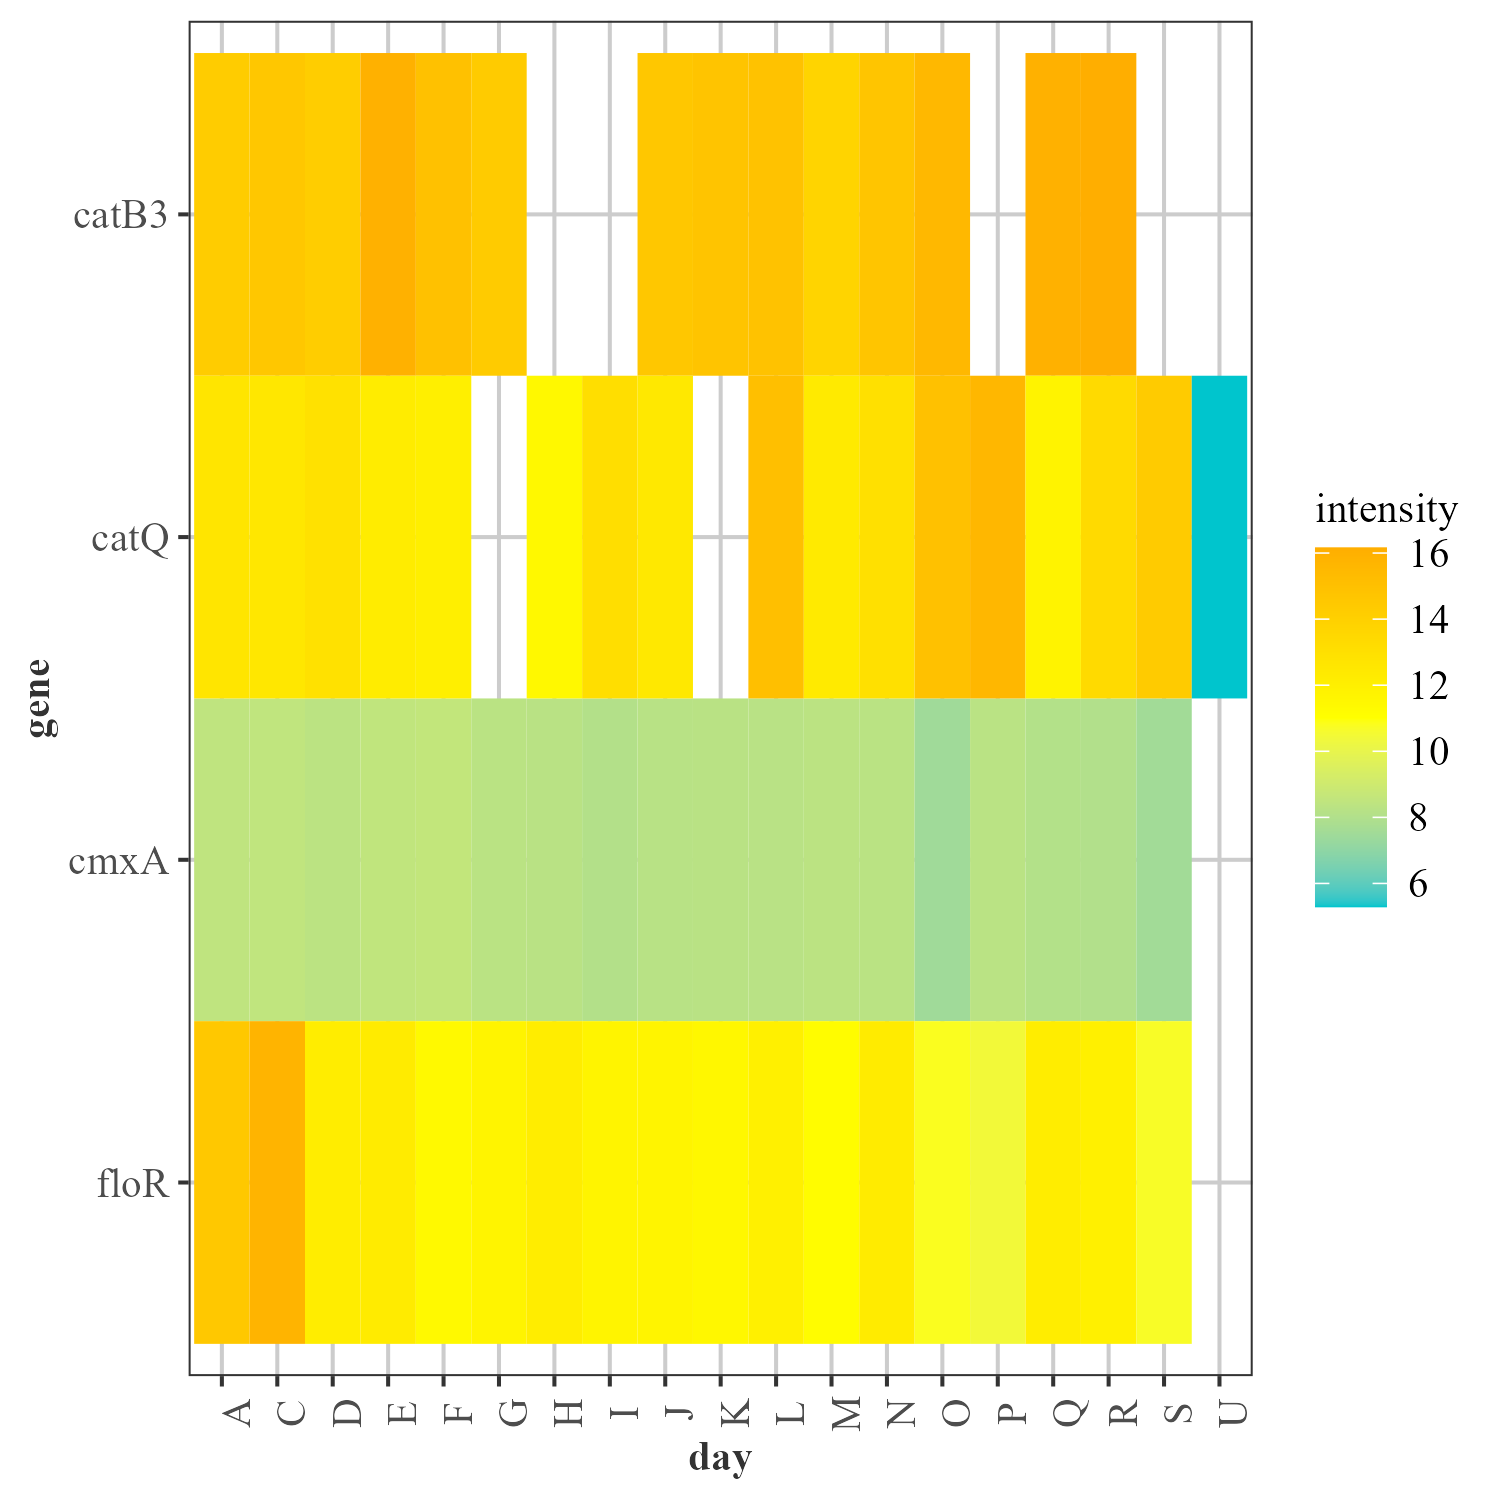 catB3
catQ
cmxA
floR
gene
A C D E F G H I J K L M N O P Q R S U
day
intensity
16
14
12
10
8
6